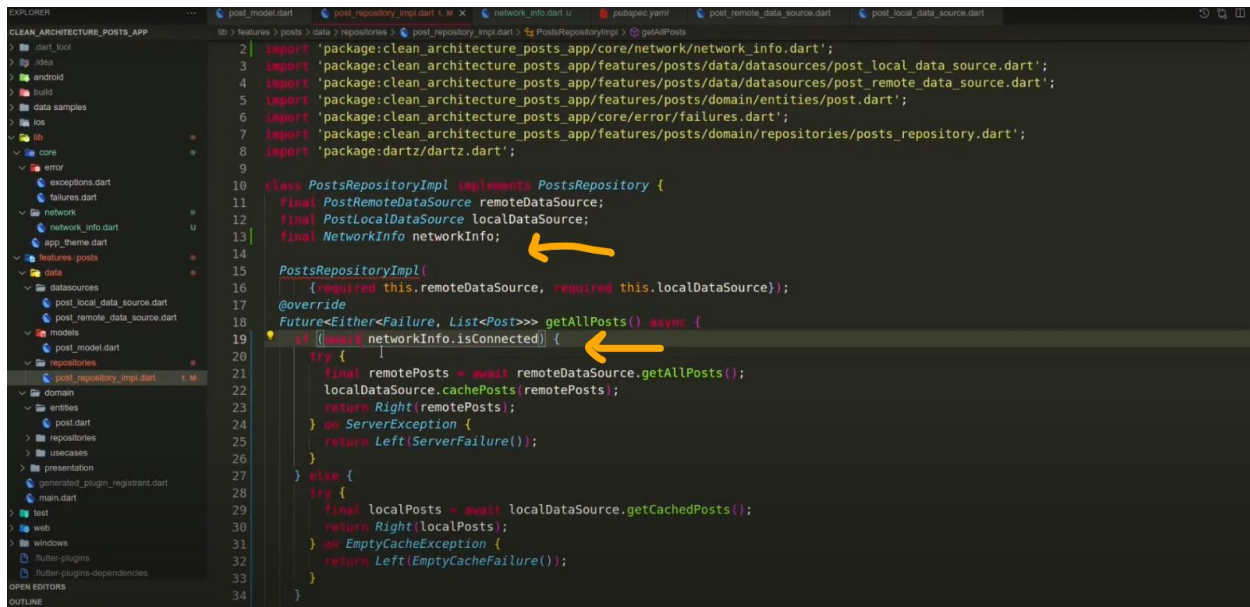 EXPLORER
CLEAN_ARCHITECTURE_POSTS_APP
.dart_tool
.idea
android
build
data samples
ios
lib
core
error
exceptions.dart
failures.dart
network
network_info.dart U
app_theme.dart
features/posts
data
datasources
post_local_data_source.dart
post_remote_data_source.dart
models
post_model.dart
repositories
post_repository_impl.dart 1, M
domain
entities
post.dart
repositories
usecases
presentation
generated_plugin_registrant.dart
main.dart
test
web
windows
.flutter-plugins
.flutter-plugins-dependencies
OPEN EDITORS
OUTLINE
post_model.dart post_repository_impl.dart 1, M network_info.dart U pubspec.yaml post_remote_data_source.dart post_local_data_source.dart
lib > features > posts > data > repositories > post_repository_impl.dart > PostsRepositoryImpl > getAllPosts
2 import 'package:clean_architecture_posts_app/core/network/network_info.dart';
3 import 'package:clean_architecture_posts_app/features/posts/data/datasources/post_local_data_source.dart';
4 import 'package:clean_architecture_posts_app/features/posts/data/datasources/post_remote_data_source.dart';
5 import 'package:clean_architecture_posts_app/features/posts/domain/entities/post.dart';
6 import 'package:clean_architecture_posts_app/core/error/failures.dart';
7 import 'package:clean_architecture_posts_app/features/posts/domain/repositories/posts_repository.dart';
8 import 'package:dartz/dartz.dart';
9
10 class PostsRepositoryImpl implements PostsRepository {
11 final PostRemoteDataSource remoteDataSource;
12 final PostLocalDataSource localDataSource;
13 final NetworkInfo networkInfo;
14
15 PostsRepositoryImpl(
16 {required this.remoteDataSource, required this.localDataSource});
17 @override
18 Future<Either<Failure, List<Post>>> getAllPosts() async {
19 if (await networkInfo.isConnected) {
20 try {
21 final remotePosts = await remoteDataSource.getAllPosts();
22 localDataSource.cachePosts(remotePosts);
23 return Right(remotePosts);
24 } on ServerException {
25 return Left(ServerFailure());
26 }
27 } else {
28 try {
29 final localPosts = await localDataSource.getCachedPosts();
30 return Right(localPosts);
31 } on EmptyCacheException {
32 return Left(EmptyCacheFailure());
33 }
34 }